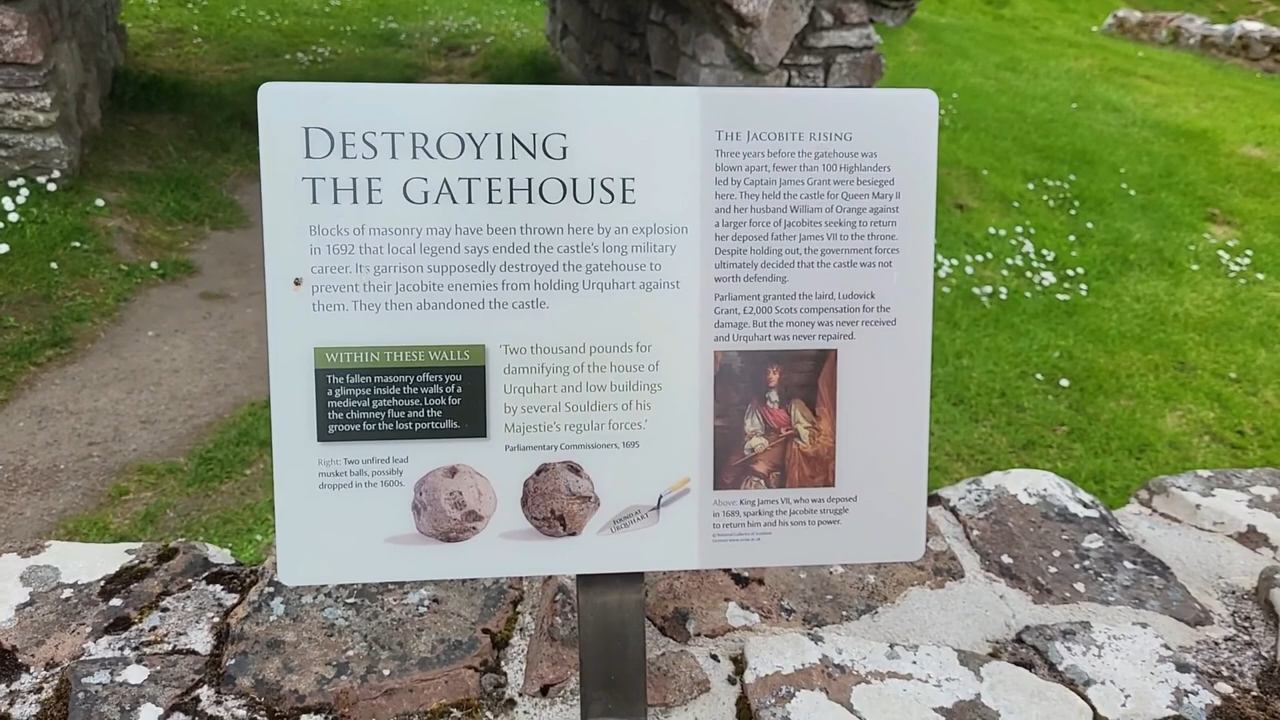 DESTROYING
THE GATEHOUSE
Blocks of masonry may have been thrown here by an explosion
in 1692 that local legend says ended the castle's long military
career. Its garrison supposedly destroyed the gatehouse to
prevent their Jacobite enemies from holding Urquhart against
them. They then abandoned the castle.
WITHIN THESE WALLS
The fallen masonry offers you
a glimpse inside the walls of a
medieval gatehouse. Look for
the chimney flue and the
groove for the lost portcullis.
'Two thousand pounds for
damnifying of the house of
Urquhart and low buildings
by several Souldiers of his
Majestie's regular forces.'
Parliamentary Commissioners, 1695
Right: Two unfired lead
musket balls, possibly
dropped in the 1600s.
FOUND AT
URQUHART
THE JACOBITE RISING
Three years before the gatehouse was
blown apart, fewer than 100 Highlanders
led by Captain James Grant were besieged
here. They held the castle for Queen Mary II
and her husband William of Orange against
a larger force of Jacobites seeking to return
her deposed father James VII to the throne.
Despite holding out, the government forces
ultimately decided that the castle was not
worth defending.
Parliament granted the laird, Ludovick
Grant, £2,000 Scots compensation for the
damage. But the money was never received
and Urquhart was never repaired.
Above: King James VII, who was deposed
in 1689, sparking the Jacobite struggle
to return him and his sons to power.
© National Galleries of Scotland